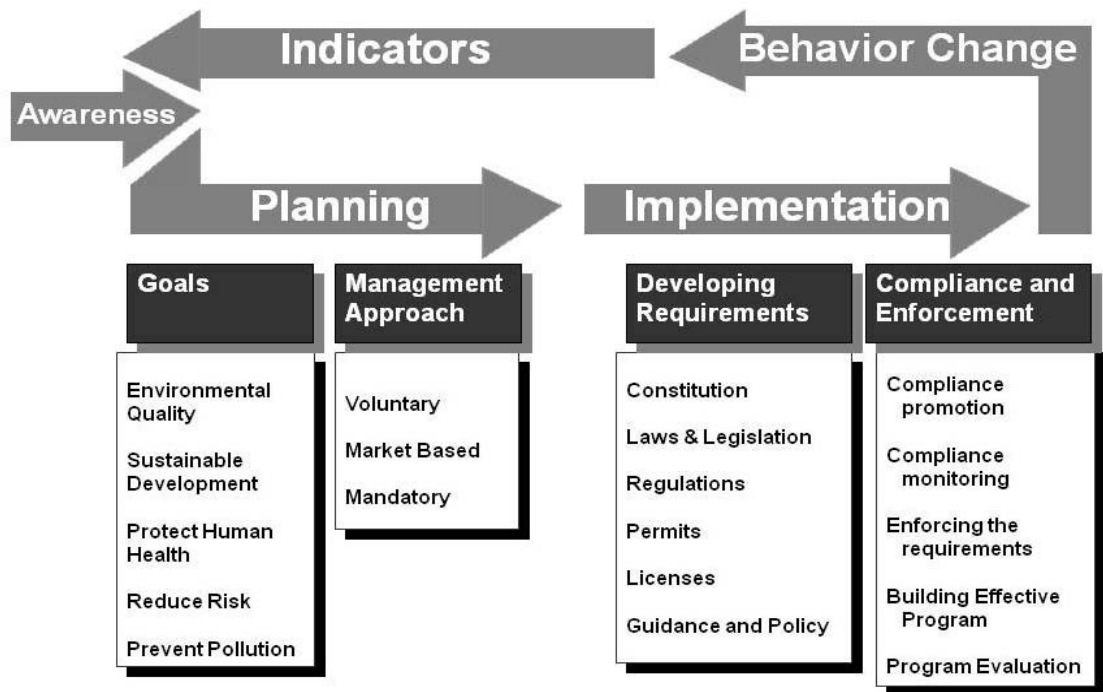 Indicators
Behavior Change
Awareness
Planning
Implementation
Goals
Environmental
Quality
Sustainable
Development
Protect Human
Health
Reduce Risk
Prevent Pollution
Management
Approach
Voluntary
Market Based
Mandatory
Developing
Requirements
Constitution
Laws & Legislation
Regulations
Permits
Licenses
Guidance and Policy
Compliance and
Enforcement
Compliance
promotion
Compliance
monitoring
Enforcing the
requirements
Building Effective
Program
Program Evaluation